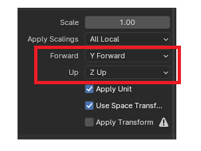 Scale 1.00
Apply Scalings All Local
Forward Y Forward
Up Z Up
Apply Unit
Use Space Transf...
Apply Transform